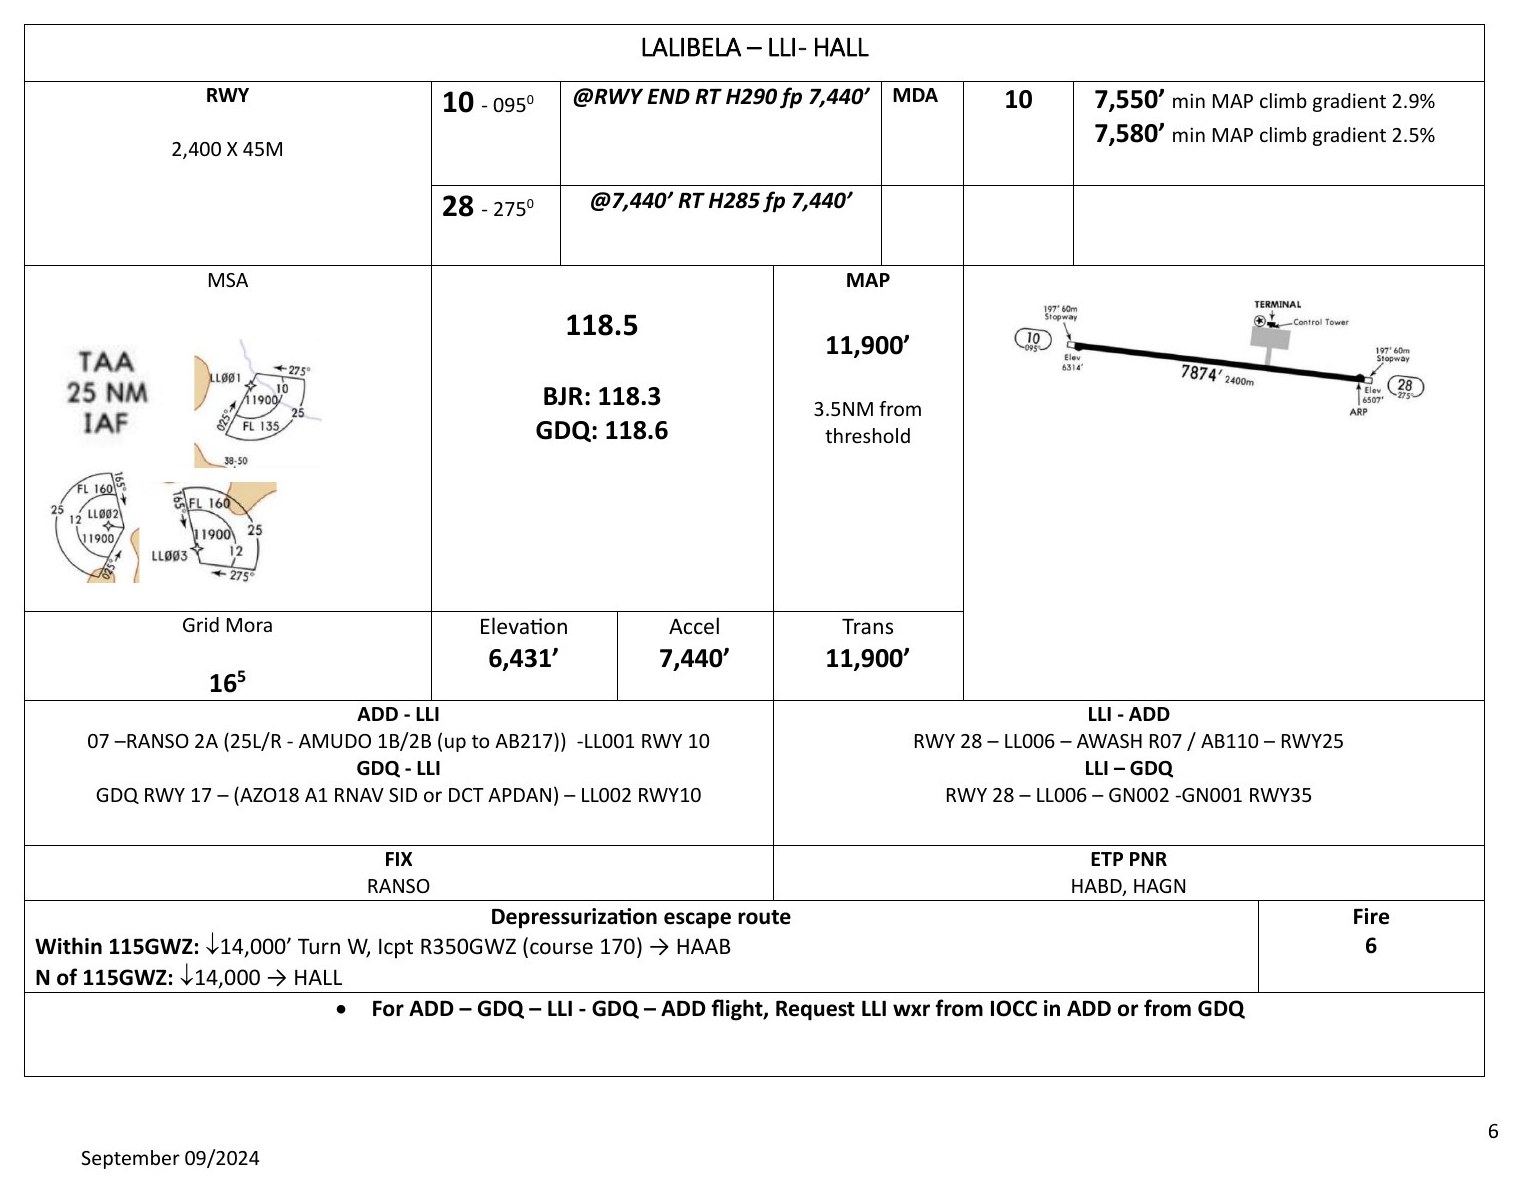 LALIBELA – LLI- HALL
RWY
2,400 X 45M
10 - 095⁰
@RWY END RT H290 fp 7,440’
MDA
10
7,550’ min MAP climb gradient 2.9%
7,580’ min MAP climb gradient 2.5%
28 - 275⁰
@7,440’ RT H285 fp 7,440’
MSA
TAA
25 NM
IAF
LL001
275°
10
11900
25
025°
FL 135
38-50
165°
FL 160
25
12
LL002
11900
025°
165°
FL 160
11900
25
LL003
12
275°
118.5
BJR: 118.3
GDQ: 118.6
MAP
11,900’
3.5NM from
threshold
TERMINAL
Control Tower
197' 60m
Stopway
10
095°
Elev
6314'
7874' 2400m
197' 60m
Stopway
28
275°
Elev
6507'
ARP
Grid Mora
16⁵
Elevation
6,431’
Accel
7,440’
Trans
11,900’
ADD - LLI
07 –RANSO 2A (25L/R - AMUDO 1B/2B (up to AB217))  -LL001 RWY 10
GDQ - LLI
GDQ RWY 17 – (AZO18 A1 RNAV SID or DCT APDAN) – LL002 RWY10
LLI - ADD
RWY 28 – LL006 – AWASH R07 / AB110 – RWY25
LLI – GDQ
RWY 28 – LL006 – GN002 -GN001 RWY35
FIX
RANSO
ETP PNR
HABD, HAGN
Depressurization escape route
Within 115GWZ: ↓14,000’ Turn W, Icpt R350GWZ (course 170) → HAAB
N of 115GWZ: ↓14,000 → HALL
Fire
6
• For ADD – GDQ – LLI - GDQ – ADD flight, Request LLI wxr from IOCC in ADD or from GDQ
6
September 09/2024